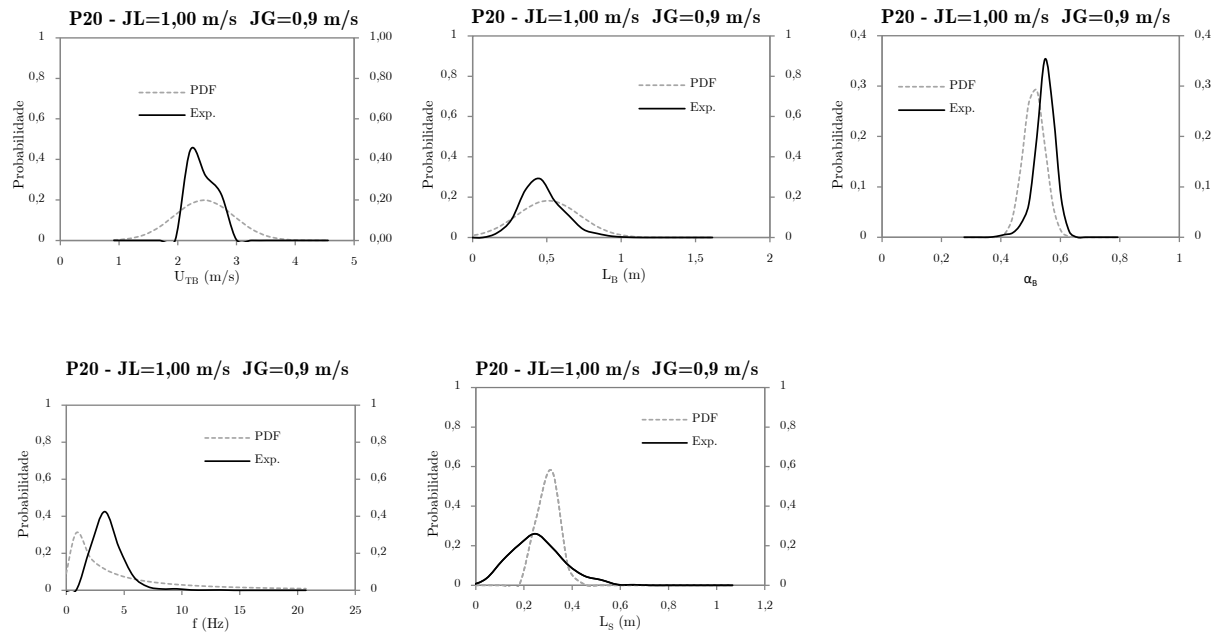 P20 - JL=1,00 m/s JG=0,9 m/s
1 1,00
0,8 0,80
0,6 0,60
0,4 0,40
0,2 0,20
0 0,00
Probabilidade
PDF
Exp.
0 1 2 3 4 5
U_TB (m/s)
P20 - JL=1,00 m/s JG=0,9 m/s
1 1
0,8 0,8
0,6 0,6
0,4 0,4
0,2 0,2
0 0
Probabilidade
PDF
Exp.
0 0,5 1 1,5 2
L_B (m)
P20 - JL=1,00 m/s JG=0,9 m/s
0,4 0,4
0,3 0,3
0,2 0,2
0,1 0,1
0 0
Probabilidade
PDF
Exp.
0 0,2 0,4 0,6 0,8 1
α_B
P20 - JL=1,00 m/s JG=0,9 m/s
1 1
0,8 0,8
0,6 0,6
0,4 0,4
0,2 0,2
0 0
Probabilidade
PDF
Exp.
0 5 10 15 20 25
f (Hz)
P20 - JL=1,00 m/s JG=0,9 m/s
1 1
0,8 0,8
0,6 0,6
0,4 0,4
0,2 0,2
0 0
Probabilidade
PDF
Exp.
0 0,2 0,4 0,6 0,8 1 1,2
L_S (m)